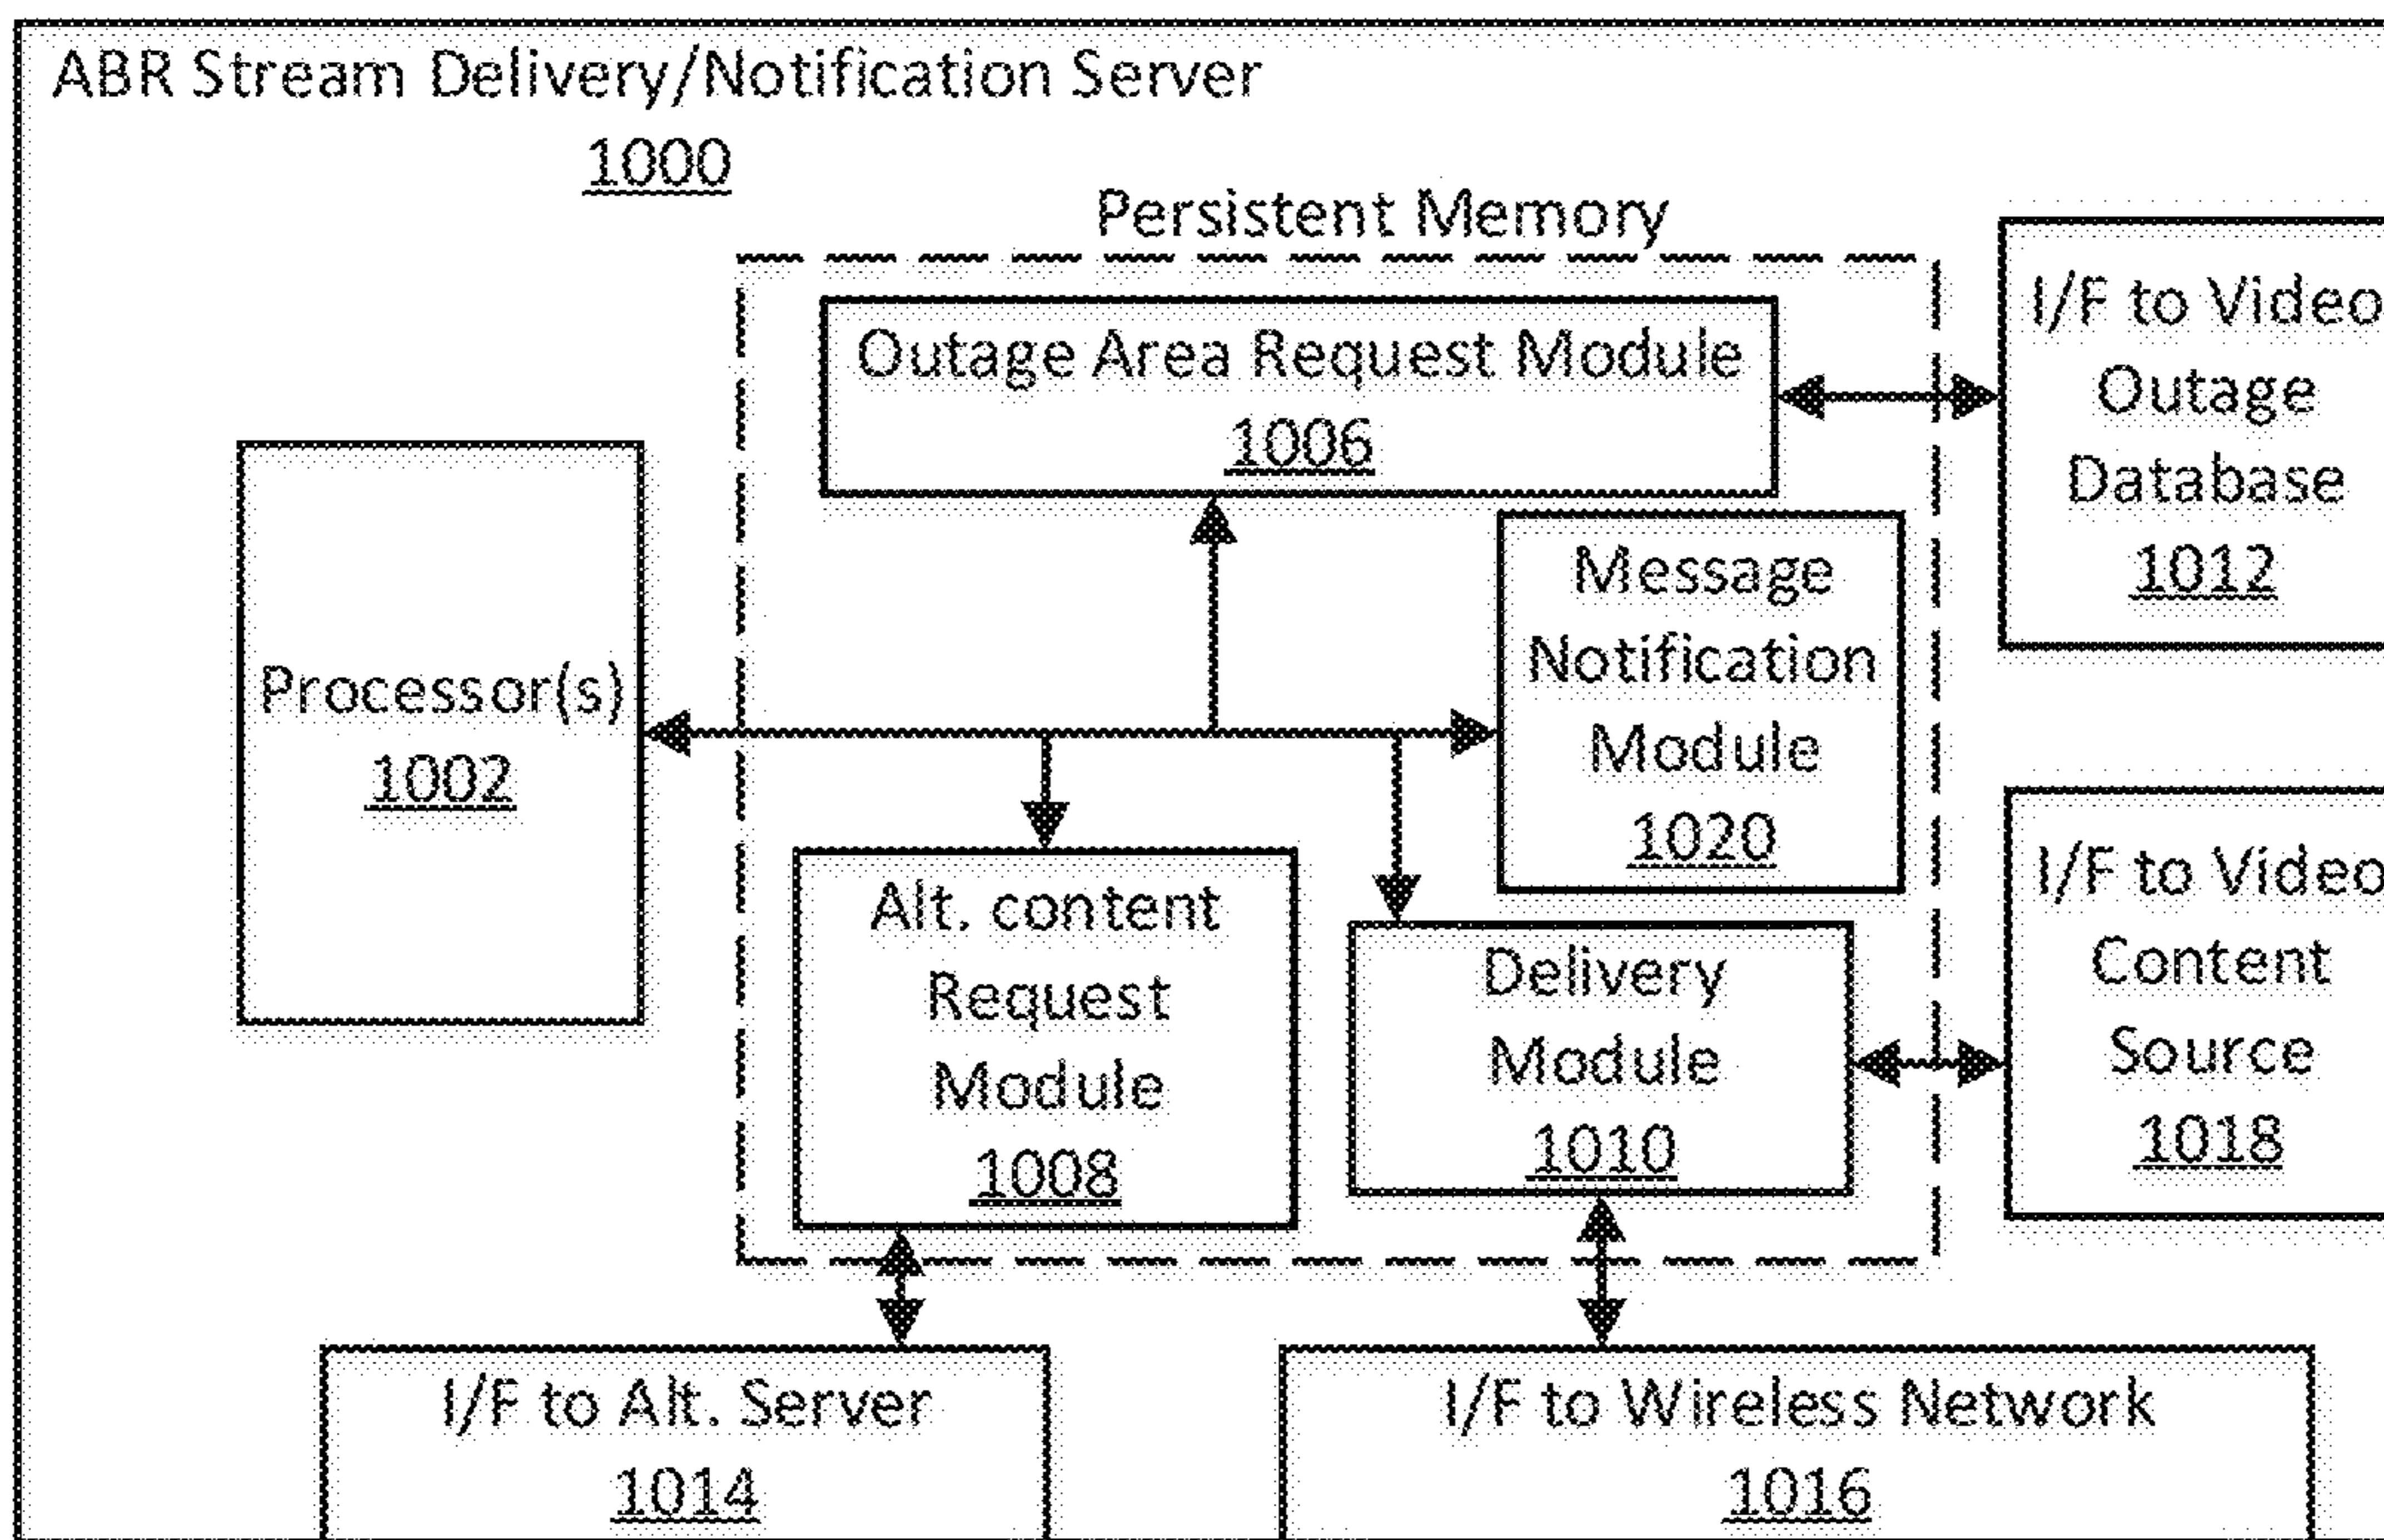 ABR Stream Delivery/Notification Server
1000
Persistent Memory
Outage Area Request Module
1006
I/F to Video
Outage
Database
1012
Message
Notification
Module
1020
Processor(s)
1002
Alt. content
Request
Module
1008
Delivery
Module
1010
I/F to Video
Content
Source
1018
I/F to Alt. Server
1014
I/F to Wireless Network
1016